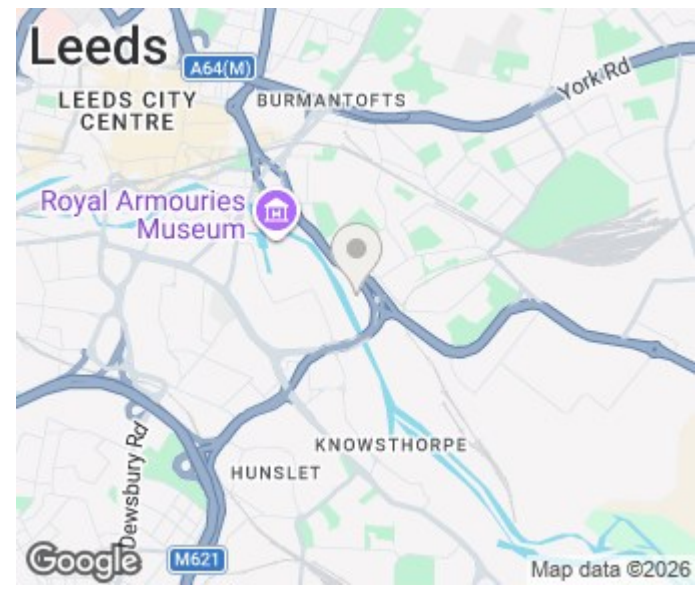 Leeds
A64(M)
York Rd
LEEDS CITY
CENTRE
BURMANTOFTS
Royal Armouries
Museum
KNOWSTHORPE
HUNSLET
Dewsbury Rd
Google
M621
Map data ©2026